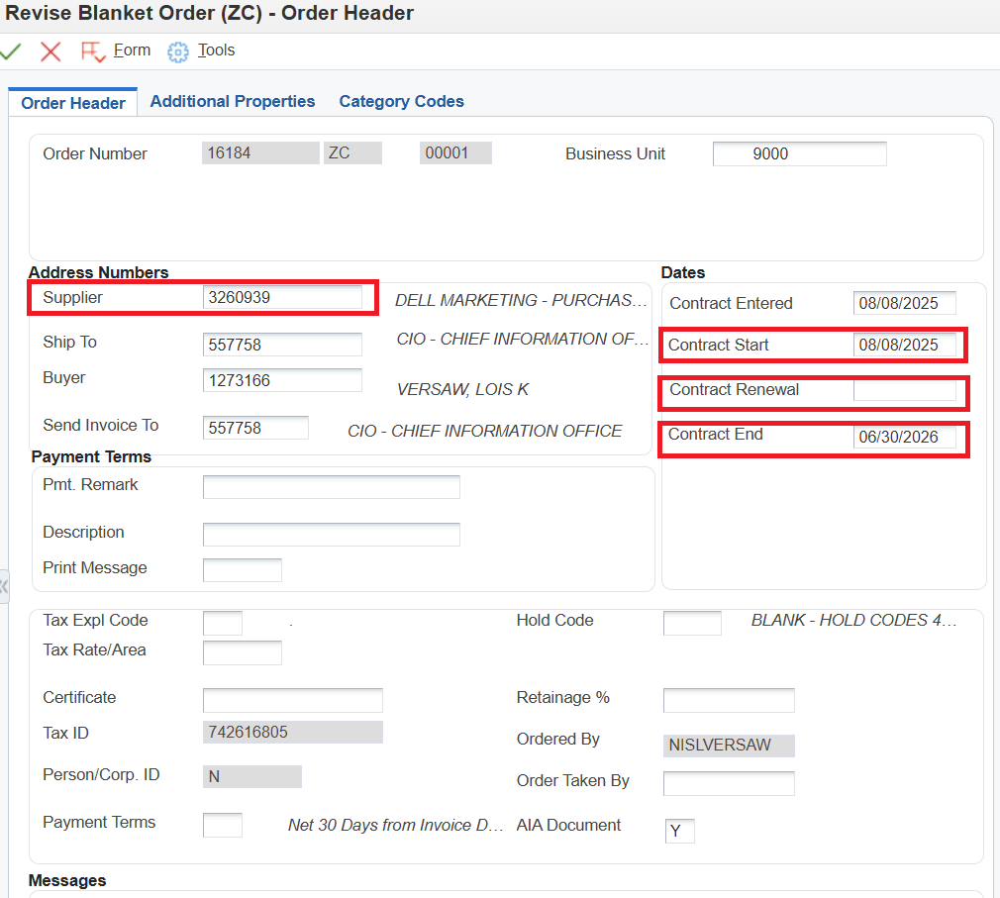 Revise Blanket Order (ZC) - Order Header
Form Tools
Order Header Additional Properties Category Codes
Order Number 16184 ZC 00001 Business Unit 9000
Address Numbers
Supplier 3260939 DELL MARKETING - PURCHAS...
Ship To 557758 CIO - CHIEF INFORMATION OF...
Buyer 1273166 VERSAW, LOIS K
Send Invoice To 557758 CIO - CHIEF INFORMATION OFFICE
Dates
Contract Entered 08/08/2025
Contract Start 08/08/2025
Contract Renewal
Contract End 06/30/2026
Payment Terms
Pmt. Remark
Description
Print Message
Tax Expl Code .
Tax Rate/Area
Certificate
Tax ID 742616805
Person/Corp. ID N
Payment Terms Net 30 Days from Invoice D...
Hold Code BLANK - HOLD CODES 4...
Retainage %
Ordered By NISLVERSAW
Order Taken By
AIA Document Y
Messages